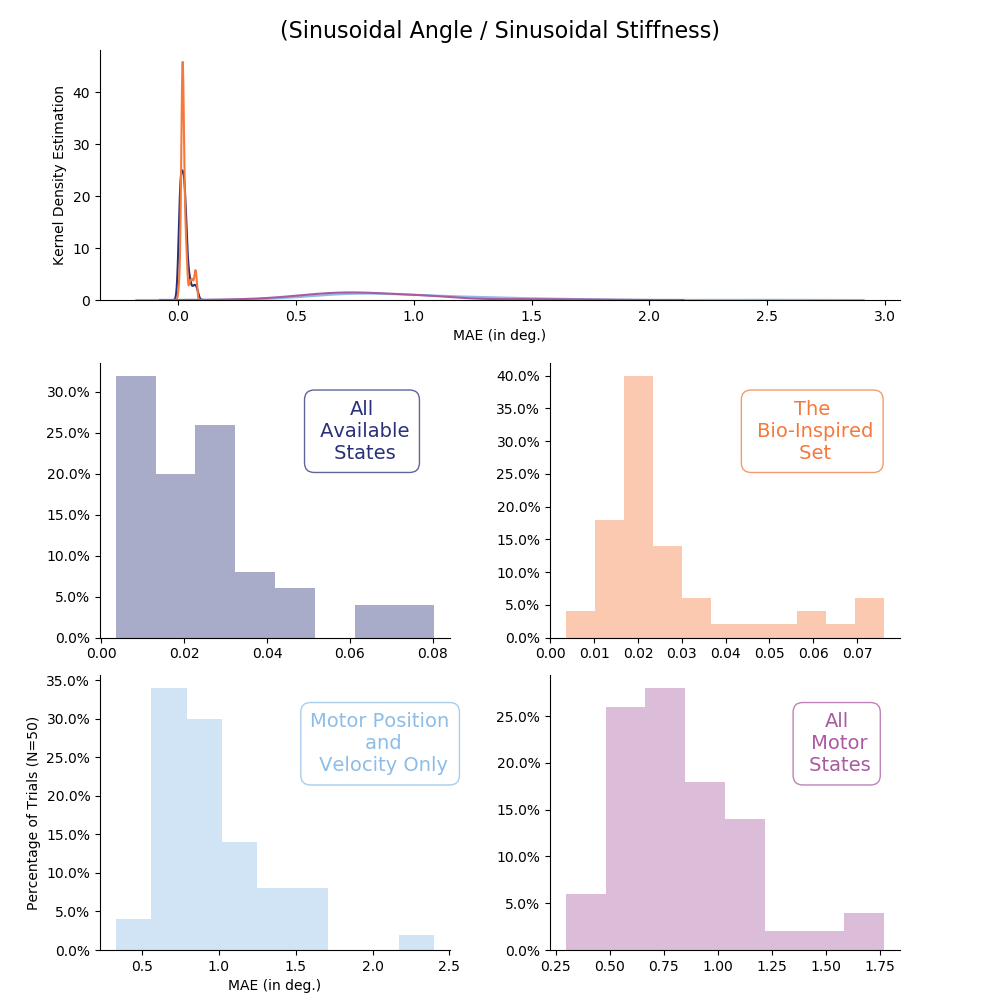 (Sinusoidal Angle / Sinusoidal Stiffness)
Kernel Density Estimation
40
30
20
10
0
0.0 0.5 1.0 1.5 2.0 2.5 3.0
MAE (in deg.)
30.0%
25.0%
20.0%
15.0%
10.0%
5.0%
0.0%
0.00 0.02 0.04 0.06 0.08
All
Available
States
40.0%
35.0%
30.0%
25.0%
20.0%
15.0%
10.0%
5.0%
0.0%
0.00 0.01 0.02 0.03 0.04 0.05 0.06 0.07
The
Bio-Inspired
Set
Percentage of Trials (N=50)
35.0%
30.0%
25.0%
20.0%
15.0%
10.0%
5.0%
0.0%
0.5 1.0 1.5 2.0 2.5
MAE (in deg.)
Motor Position
and
Velocity Only
25.0%
20.0%
15.0%
10.0%
5.0%
0.0%
0.25 0.50 0.75 1.00 1.25 1.50 1.75
All
Motor
States